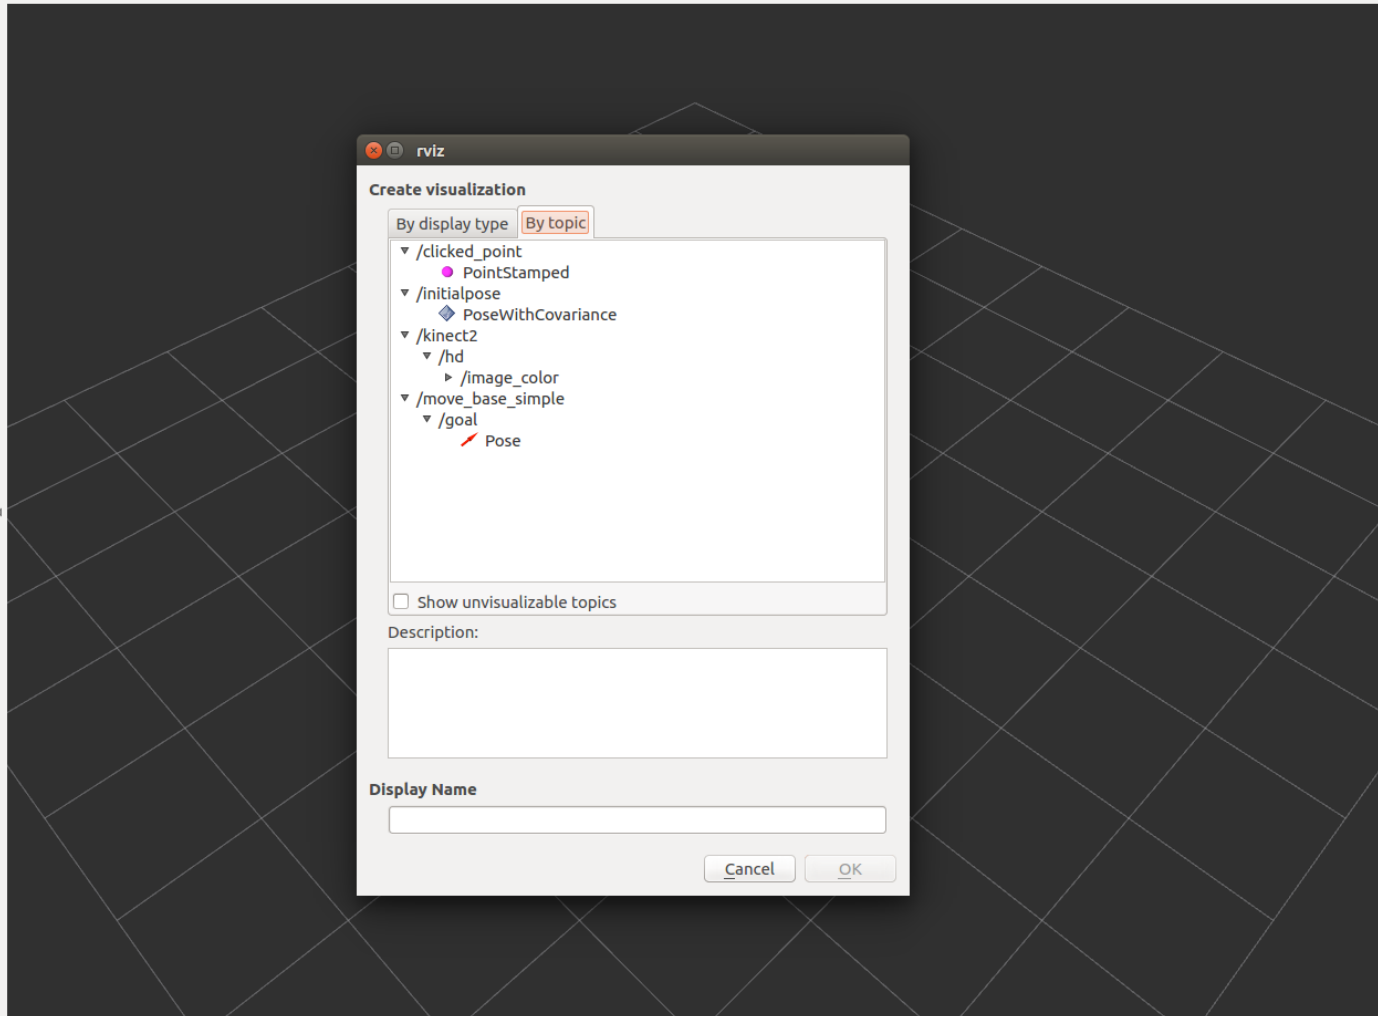 rviz
Create visualization
By display type
By topic
/clicked_point
PointStamped
/initialpose
PoseWithCovariance
/kinect2
/hd
/image_color
/move_base_simple
/goal
Pose
Show unvisualizable topics
Description:
Display Name
Cancel
OK